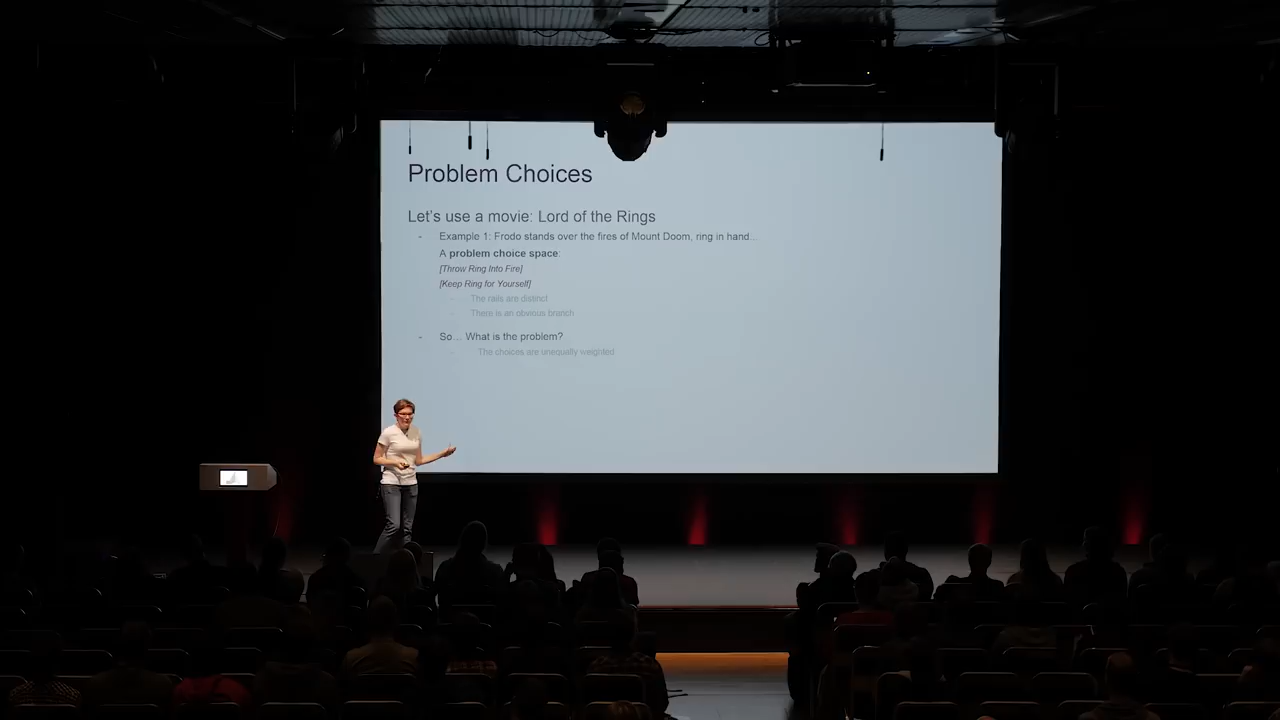 Problem Choices
Let's use a movie: Lord of the Rings
- Example 1: Frodo stands over the fires of Mount Doom, ring in hand...
A problem choice space:
[Throw Ring Into Fire]
[Keep Ring for Yourself]
- The rails are distinct
- There is an obvious branch
- So... What is the problem?
- The choices are unequally weighted